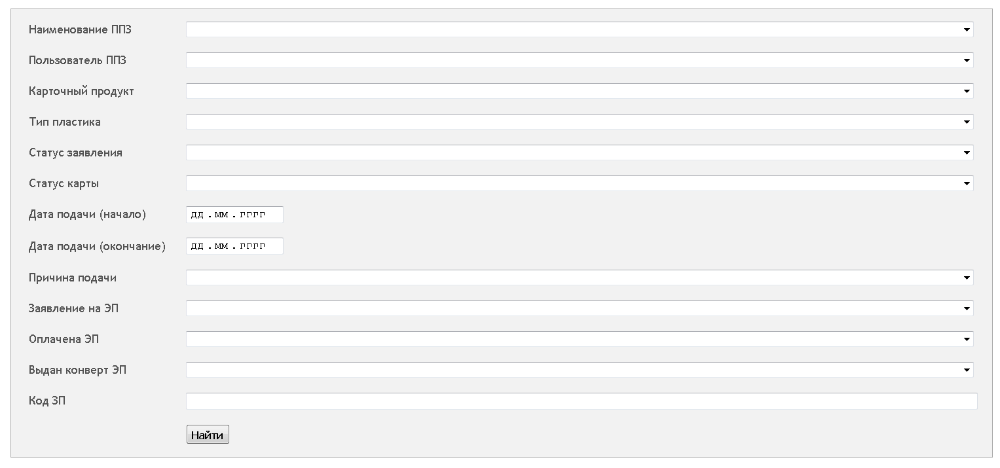 Наименование ППЗ
Пользователь ППЗ
Карточный продукт
Тип пластика
Статус заявления
Статус карты
Дата подачи (начало) дд.мм.гггг
Дата подачи (окончание) дд.мм.гггг
Причина подачи
Заявление на ЭП
Оплачена ЭП
Выдан конверт ЭП
Код ЗП
Найти